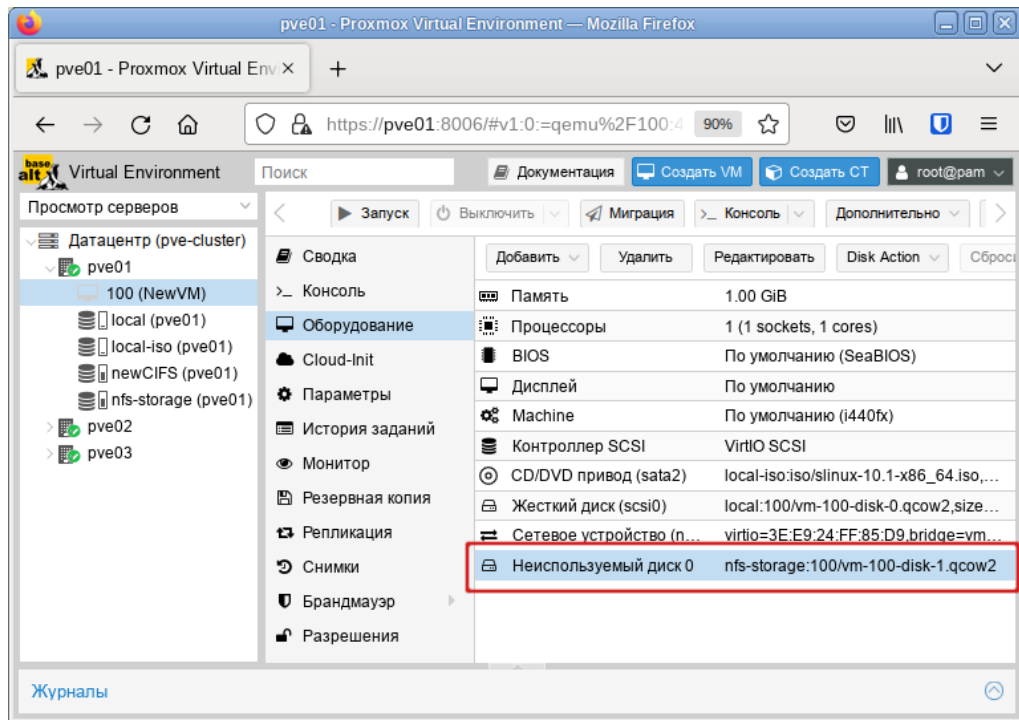 pve01 - Proxmox Virtual Environment — Mozilla Firefox
pve01 - Proxmox Virtual Envi
https://pve01:8006/#v1:0:=qemu%2F100:4 90%
base
alt Virtual Environment Поиск Документация Создать VM Создать CT root@pam
Просмотр серверов Запуск Выключить Миграция >_ Консоль Дополнительно
Датацентр (pve-cluster)
pve01
100 (NewVM)
local (pve01)
local-iso (pve01)
newCIFS (pve01)
nfs-storage (pve01)
pve02
pve03
Сводка
>_ Консоль
Оборудование
Cloud-Init
Параметры
История заданий
Монитор
Резервная копия
Репликация
Снимки
Брандмауэр
Разрешения
Добавить Удалить Редактировать Disk Action Сброс
Память 1.00 GiB
Процессоры 1 (1 sockets, 1 cores)
BIOS По умолчанию (SeaBIOS)
Дисплей По умолчанию
Machine По умолчанию (i440fx)
Контроллер SCSI VirtIO SCSI
CD/DVD привод (sata2) local-iso:iso/slinux-10.1-x86_64.iso,...
Жесткий диск (scsi0) local:100/vm-100-disk-0.qcow2,size...
Сетевое устройство (n... virtio=3E:E9:24:FF:85:D9,bridge=vm...
Неиспользуемый диск 0 nfs-storage:100/vm-100-disk-1.qcow2
Журналы